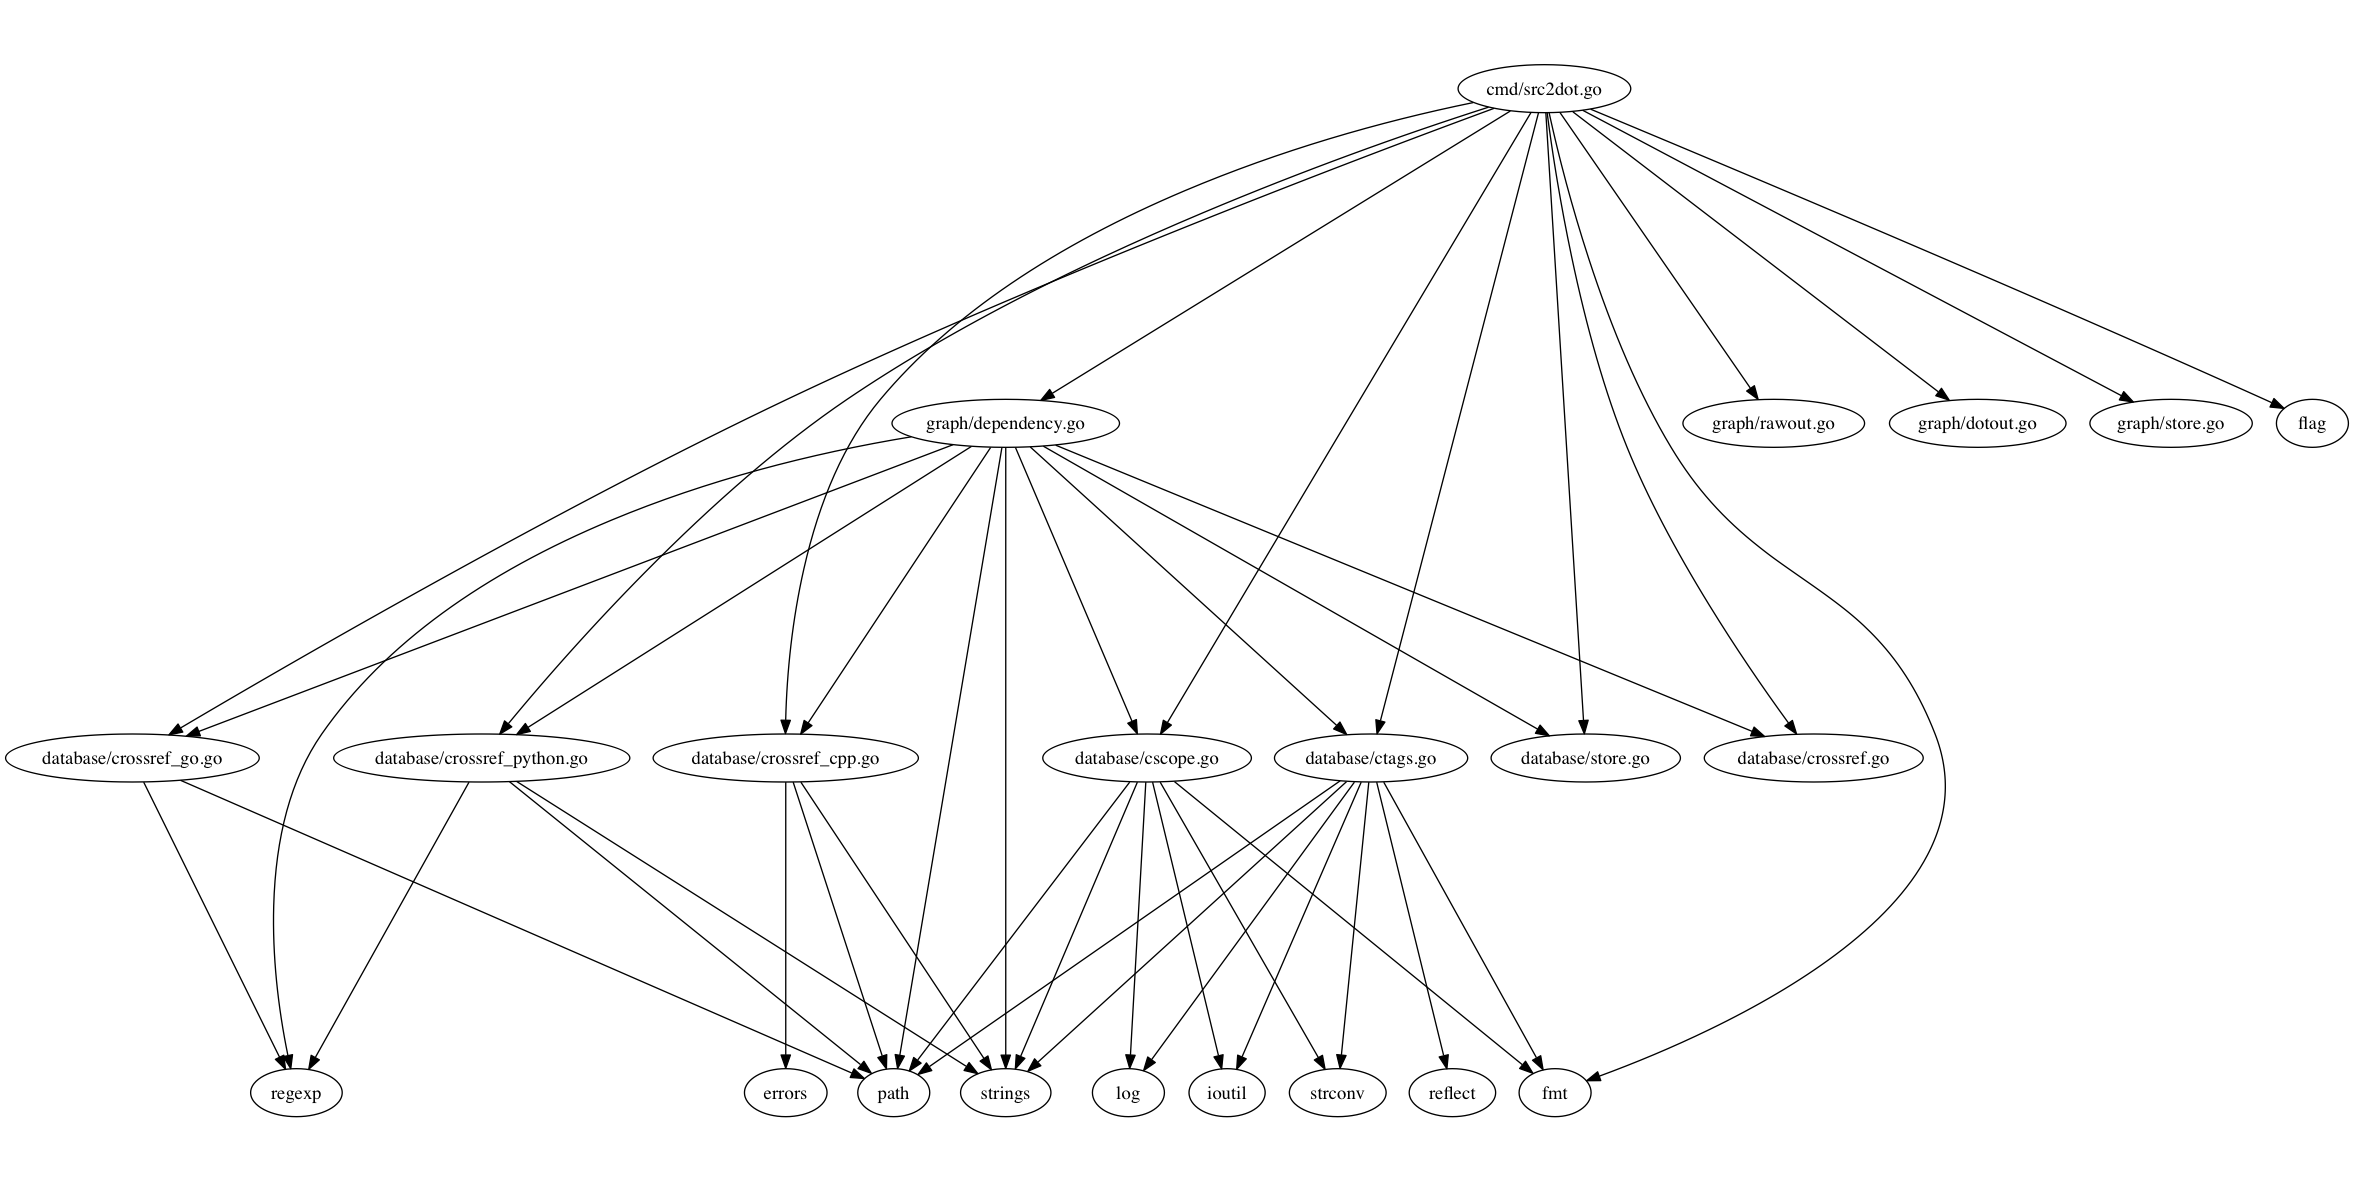 cmd/src2dot.go
graph/dependency.go
graph/rawout.go
graph/dotout.go
graph/store.go
flag
database/crossref_go.go
database/crossref_python.go
database/crossref_cpp.go
database/cscope.go
database/ctags.go
database/store.go
database/crossref.go
regexp
errors
path
strings
log
ioutil
strconv
reflect
fmt